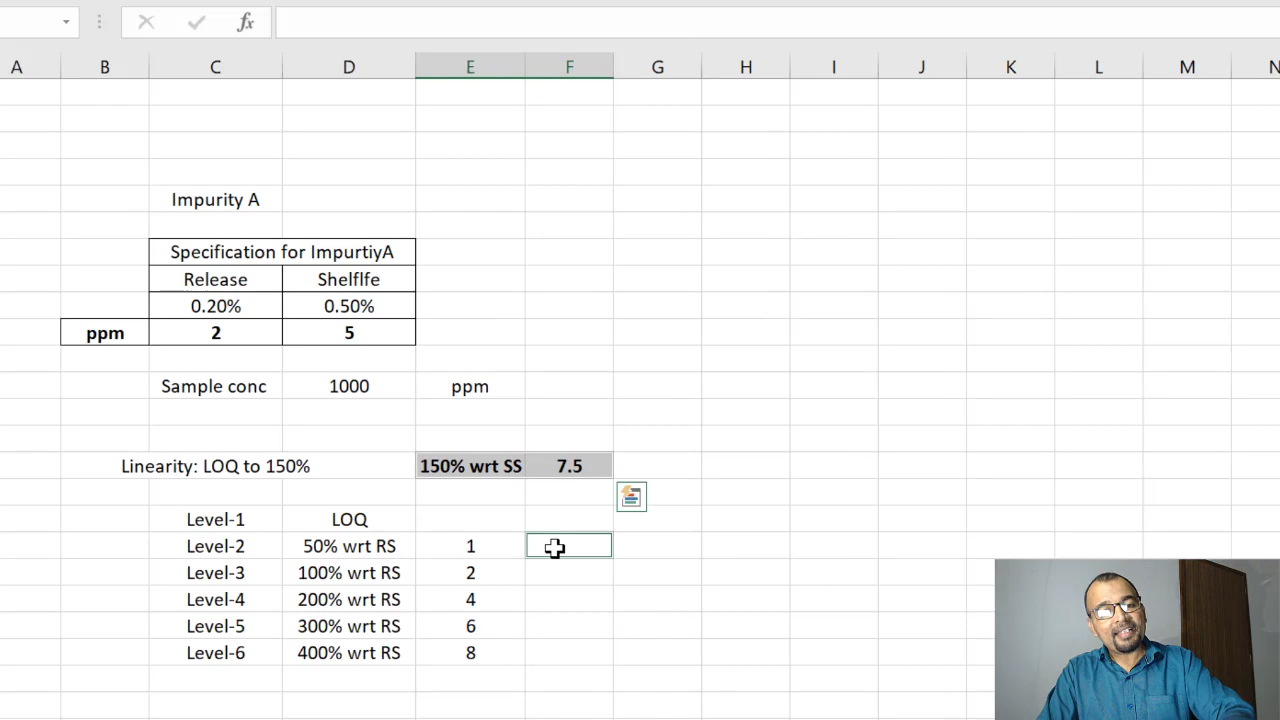 fx
A B C D E F G H I J K L M N
Impurity A
Specification for ImpurtiyA
Release Shelflfe
0.20% 0.50%
ppm 2 5
Sample conc 1000 ppm
Linearity: LOQ to 150% 150% wrt SS 7.5
Level-1 LOQ
Level-2 50% wrt RS 1
Level-3 100% wrt RS 2
Level-4 200% wrt RS 4
Level-5 300% wrt RS 6
Level-6 400% wrt RS 8